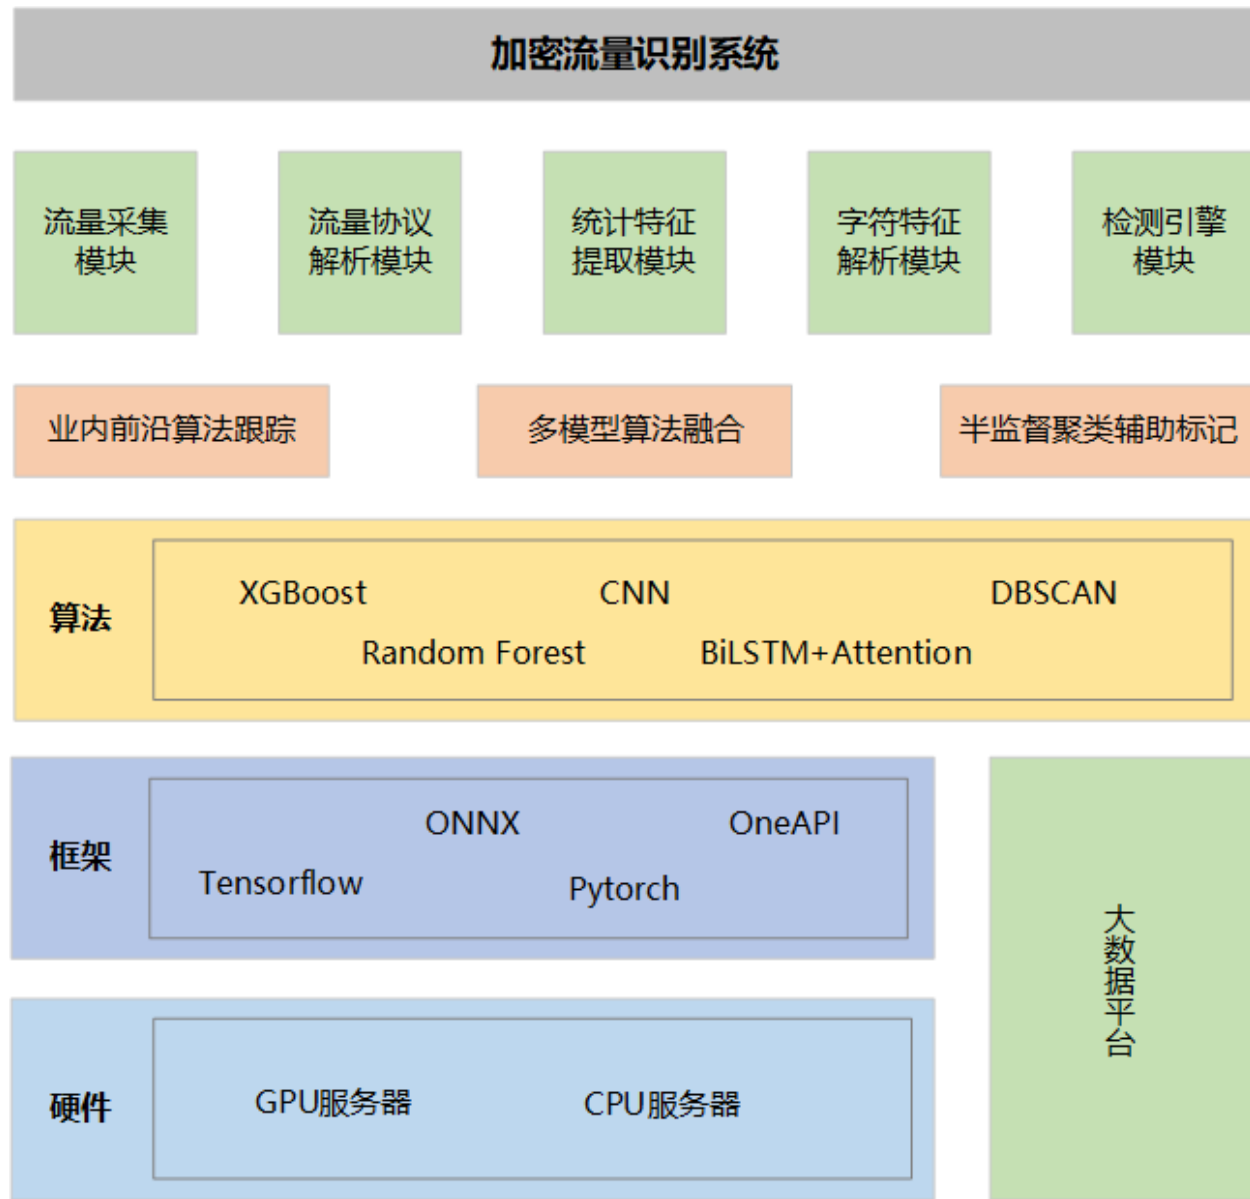 加密流量识别系统
流量采集
模块
流量协议
解析模块
统计特征
提取模块
字符特征
解析模块
检测引擎
模块
业内前沿算法跟踪
多模型算法融合
半监督聚类辅助标记
算法
XGBoost
CNN
DBSCAN
Random Forest
BiLSTM+Attention
框架
ONNX
OneAPI
Tensorflow
Pytorch
大数据平台
硬件
GPU服务器
CPU服务器